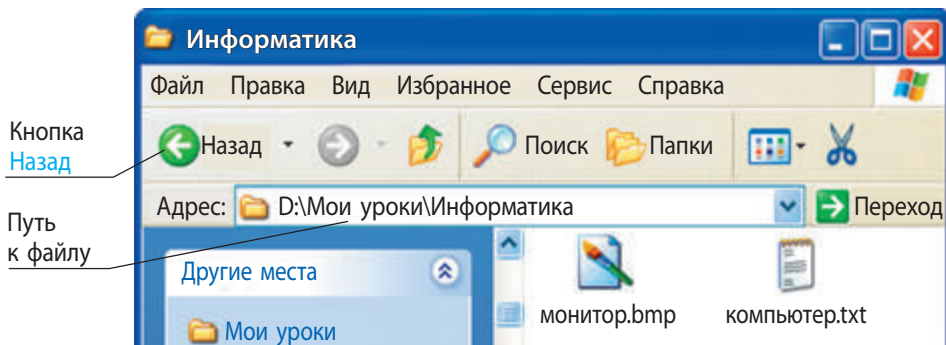 Информатика
Файл Правка Вид Избранное Сервис Справка
Кнопка
Назад
Назад Поиск Папки
Адрес: D:\Мои уроки\Информатика Переход
Путь
к файлу
Другие места
Мои уроки
монитор.bmp компьютер.txt